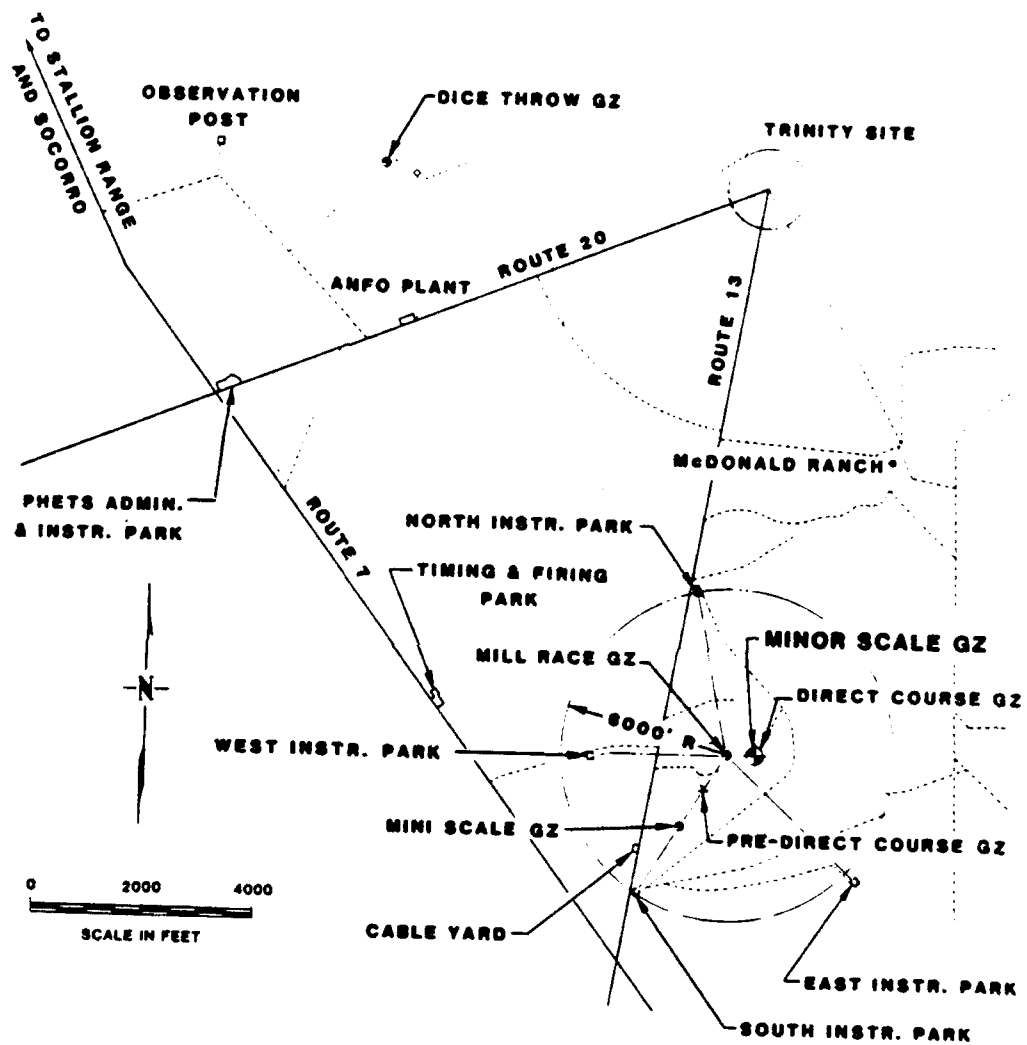 TO STALLION RANGE
AND SOCORRO
OBSERVATION
POST
DICE THROW GZ
TRINITY SITE
ROUTE 20
ANFO PLANT
ROUTE 13
McDONALD RANCH
PHETS ADMIN.
& INSTR. PARK
ROUTE 7
NORTH INSTR. PARK
TIMING & FIRING
PARK
MINOR SCALE GZ
MILL RACE GZ
N
DIRECT COURSE GZ
6000' R
WEST INSTR. PARK
MINI SCALE GZ
PRE-DIRECT COURSE GZ
0 2000 4000
SCALE IN FEET
CABLE YARD
EAST INSTR. PARK
SOUTH INSTR. PARK